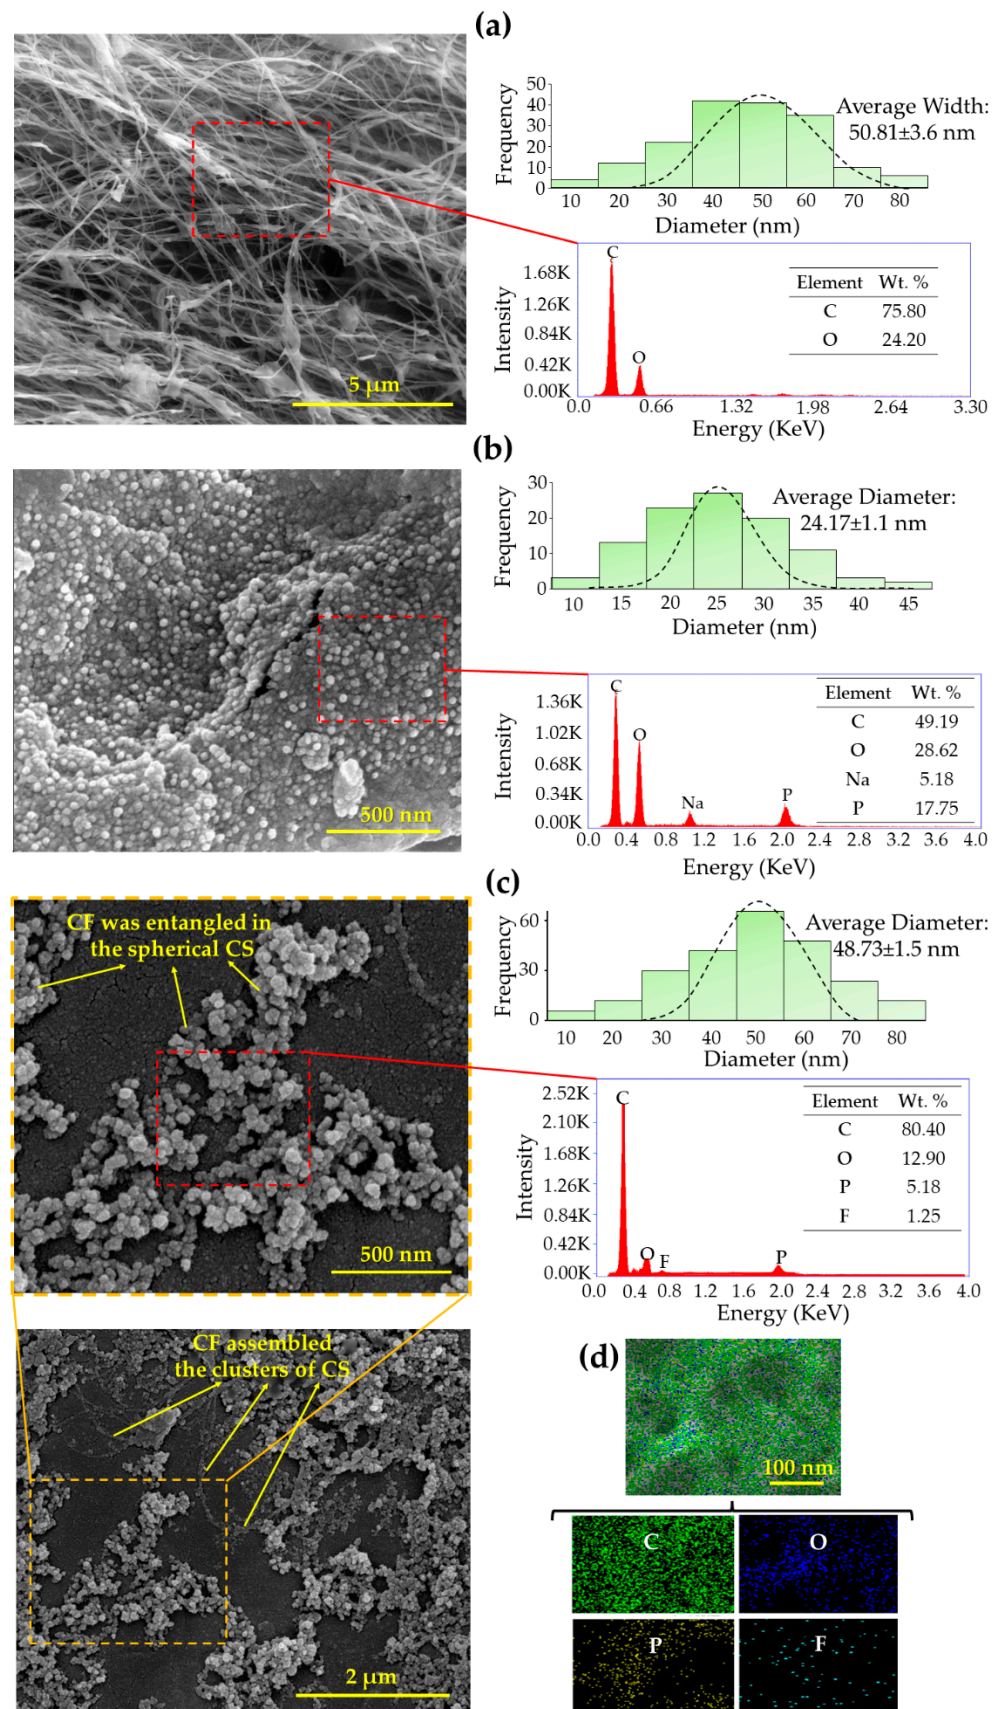 (a)
50
40
30
20
10
0
Frequency
10 20 30 40 50 60 70 80
Diameter (nm)
Average Width:
50.81±3.6 nm
5 µm
1.68K
1.26K
0.84K
0.42K
0.00K
Intensity
C
O
Element Wt. %
C 75.80
O 24.20
0.0 0.66 1.32 1.98 2.64 3.30
Energy (KeV)
(b)
30
20
10
0
Frequency
10 15 20 25 30 35 40 45
Diameter (nm)
Average Diameter:
24.17±1.1 nm
500 nm
1.36K
1.02K
0.68K
0.34K
0.00K
Intensity
C
O
Na
P
Element Wt. %
C 49.19
O 28.62
Na 5.18
P 17.75
0.0 0.4 0.8 1.2 1.6 2.0 2.4 2.8 3.2 3.6 4.0
Energy (KeV)
(c)
CF was entangled in
the spherical CS
500 nm
60
30
0
Frequency
10 20 30 40 50 60 70 80
Diameter (nm)
Average Diameter:
48.73±1.5 nm
2.52K
2.10K
1.68K
1.26K
0.84K
0.42K
0.00K
Intensity
C
O
F
P
Element Wt. %
C 80.40
O 12.90
P 5.18
F 1.25
0.0 0.4 0.8 1.2 1.6 2.0 2.4 2.8 3.2 3.6 4.0
Energy (KeV)
CF assembled
the clusters of CS
2 µm
(d)
100 nm
C
O
P
F